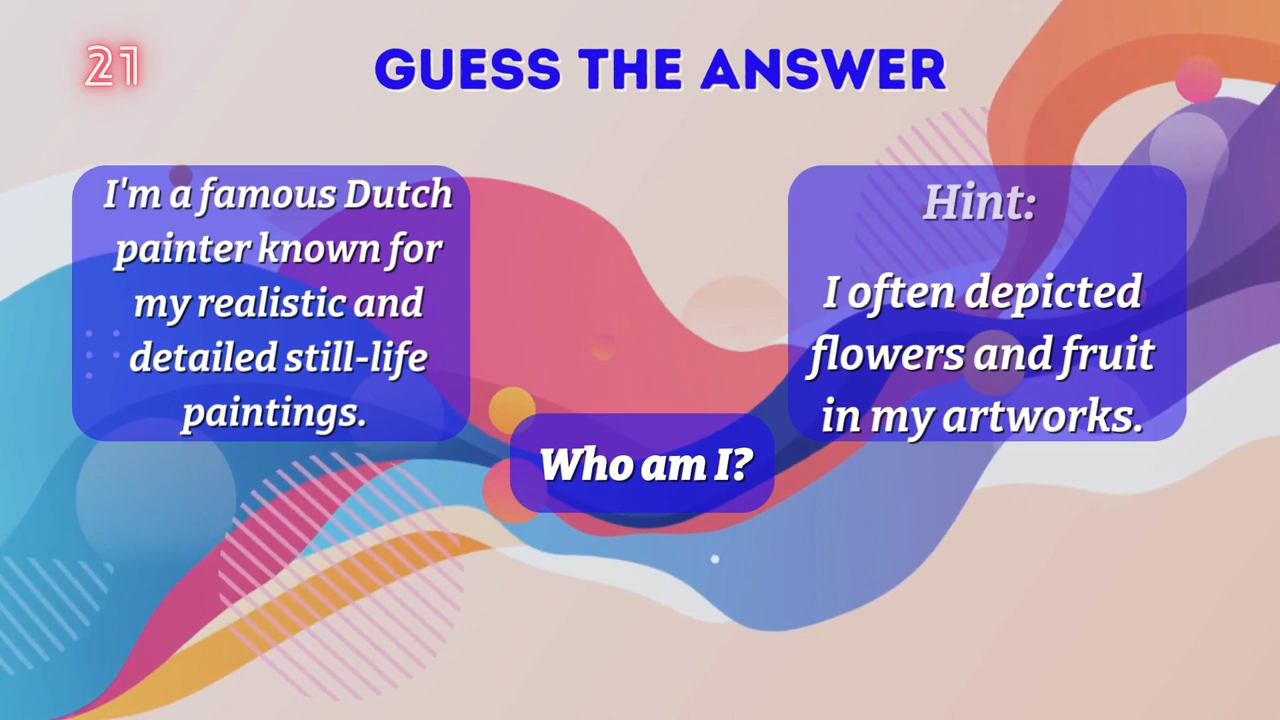 21
GUESS THE ANSWER
I'm a famous Dutch
painter known for
my realistic and
detailed still-life
paintings.
Hint:
I often depicted
flowers and fruit
in my artworks.
Who am I?